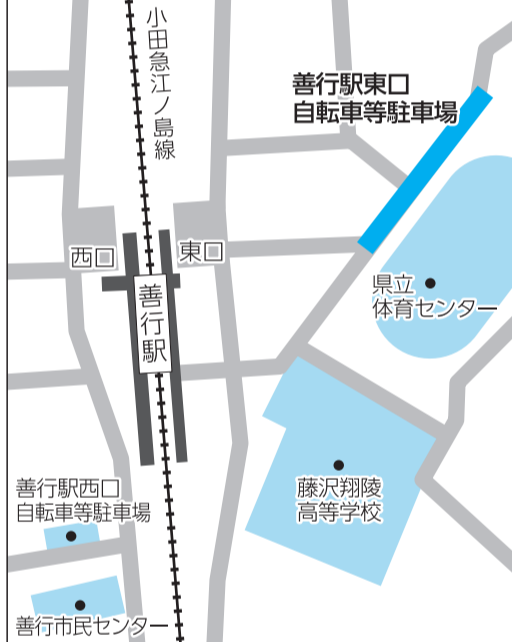 小田急江ノ島線
善行駅東口
自転車等駐車場
西口
東口
善行駅
県立
体育センター
藤沢翔陵
高等学校
善行駅西口
自転車等駐車場
善行市民センター